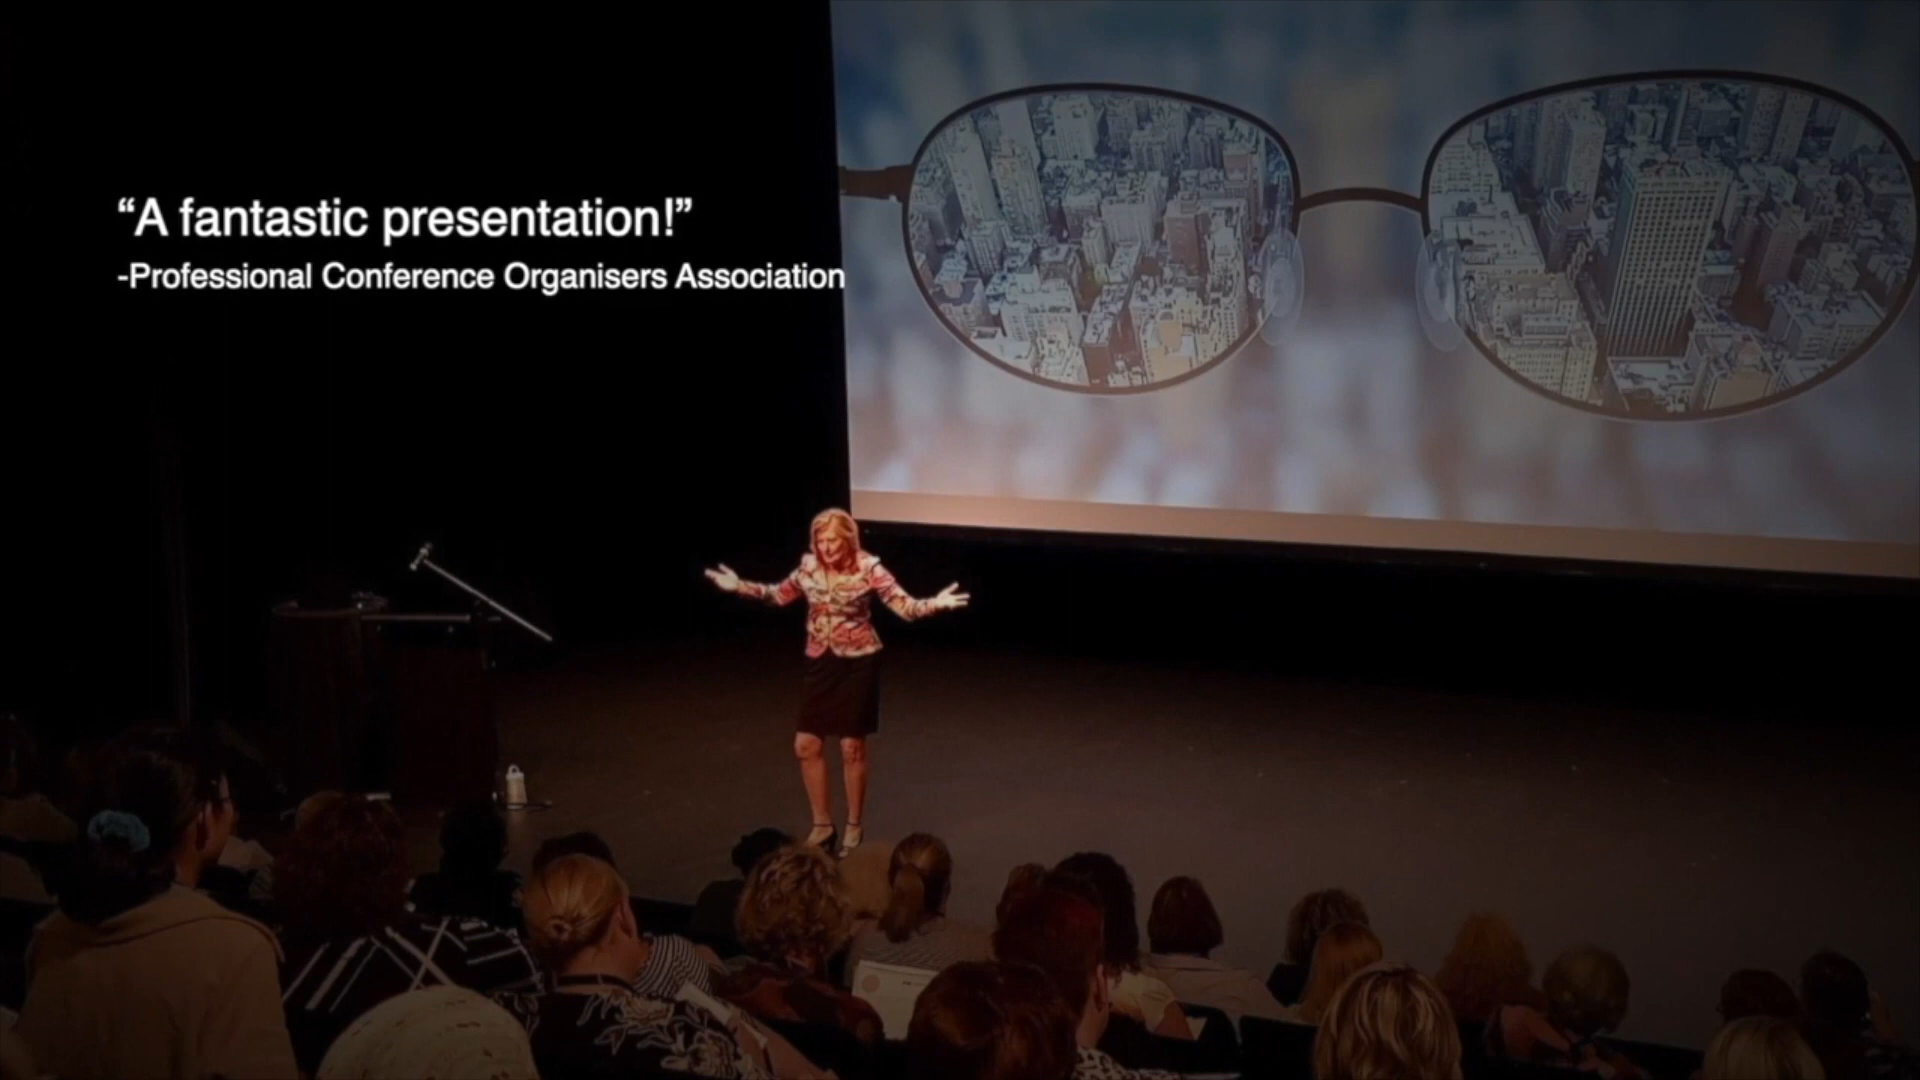 “A fantastic presentation!”
-Professional Conference Organisers Association